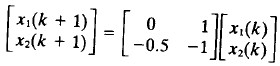 [x₁(k + 1)] = [0 1][x₁(k)]
[x₂(k + 1)] = [−0.5 −1][x₂(k)]